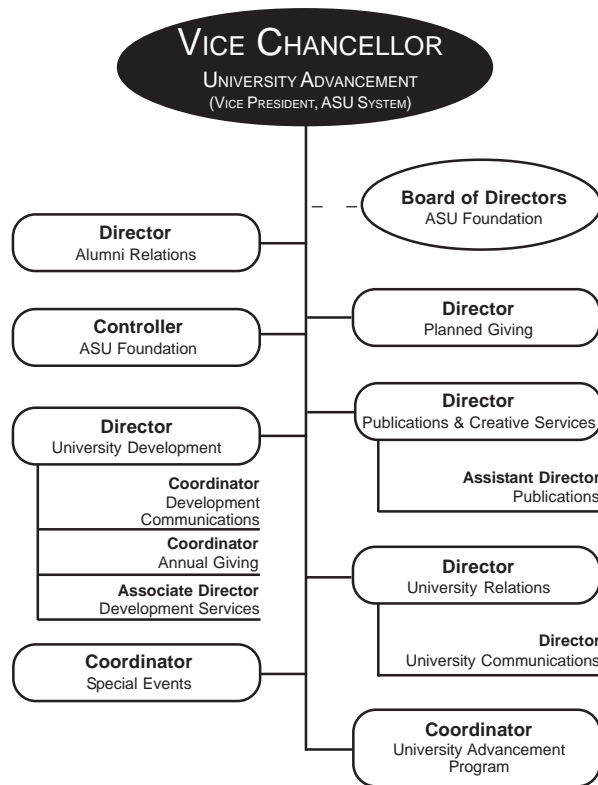 VICE CHANCELLOR
UNIVERSITY ADVANCEMENT
(VICE PRESIDENT, ASU SYSTEM)
Board of Directors
ASU Foundation
Director
Alumni Relations
Director
Planned Giving
Controller
ASU Foundation
Director
Publications & Creative Services
Assistant Director
Publications
Director
University Development
Coordinator
Development
Communications
Coordinator
Annual Giving
Associate Director
Development Services
Director
University Relations
Director
University Communications
Coordinator
Special Events
Coordinator
University Advancement
Program